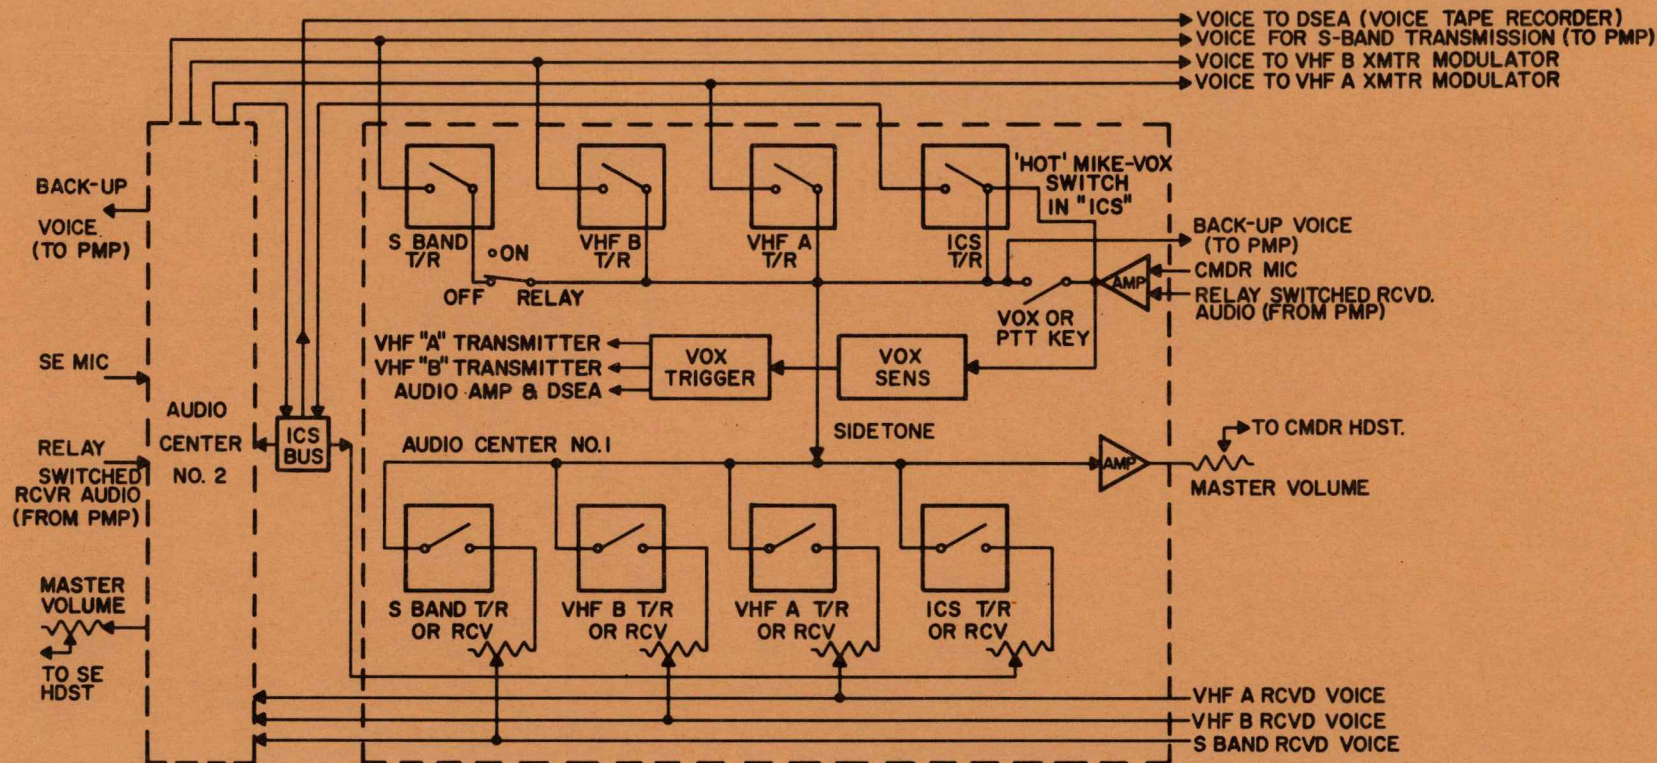 VOICE TO DSEA (VOICE TAPE RECORDER)
VOICE FOR S-BAND TRANSMISSION (TO PMP)
VOICE TO VHF B XMTR MODULATOR
VOICE TO VHF A XMTR MODULATOR
BACK-UP
VOICE
(TO PMP)
SE MIC
RELAY
SWITCHED
RCVR AUDIO
(FROM PMP)
MASTER
VOLUME
TO SE
HDST
AUDIO
CENTER
NO. 2
ICS
BUS
S BAND
T/R
VHF B
T/R
VHF A
T/R
ICS
T/R
'HOT' MIKE-VOX
SWITCH
IN "ICS"
ON
OFF
RELAY
VOX OR
PTT KEY
AMP
BACK-UP VOICE
(TO PMP)
CMDR MIC
RELAY SWITCHED RCVD.
AUDIO (FROM PMP)
VHF "A" TRANSMITTER
VHF "B" TRANSMITTER
AUDIO AMP & DSEA
VOX
TRIGGER
VOX
SENS
AUDIO CENTER NO. 1
SIDETONE
AMP
TO CMDR HDST.
MASTER VOLUME
S BAND T/R
OR RCV
VHF B T/R
OR RCV
VHF A T/R
OR RCV
ICS T/R
OR RCV
VHF A RCVD VOICE
VHF B RCVD VOICE
S BAND RCVD VOICE